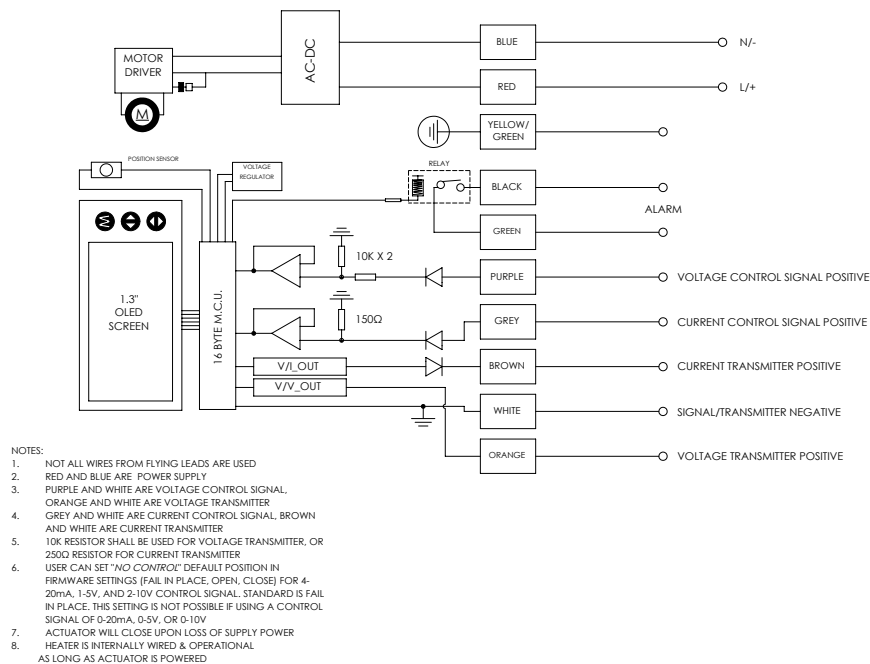 BLUE
N/-
MOTOR
DRIVER
AC-DC
RED
L/+
M
YELLOW/
GREEN
POSITION SENSOR
VOLTAGE
REGULATOR
RELAY
BLACK
ALARM
GREEN
10K X 2
PURPLE
VOLTAGE CONTROL SIGNAL POSITIVE
1.3"
OLED
SCREEN
16 BYTE M.C.U.
150Ω
GREY
CURRENT CONTROL SIGNAL POSITIVE
V/I_OUT
BROWN
CURRENT TRANSMITTER POSITIVE
V/V_OUT
WHITE
SIGNAL/TRANSMITTER NEGATIVE
ORANGE
VOLTAGE TRANSMITTER POSITIVE
NOTES:
1. NOT ALL WIRES FROM FLYING LEADS ARE USED
2. RED AND BLUE ARE POWER SUPPLY
3. PURPLE AND WHITE ARE VOLTAGE CONTROL SIGNAL,
ORANGE AND WHITE ARE VOLTAGE TRANSMITTER
4. GREY AND WHITE ARE CURRENT CONTROL SIGNAL, BROWN
AND WHITE ARE CURRENT TRANSMITTER
5. 10K RESISTOR SHALL BE USED FOR VOLTAGE TRANSMITTER, OR
250Ω RESISTOR FOR CURRENT TRANSMITTER
6. USER CAN SET "NO CONTROL" DEFAULT POSITION IN
FIRMWARE SETTINGS (FAIL IN PLACE, OPEN, CLOSE) FOR 4-
20mA, 1-5V, AND 2-10V CONTROL SIGNAL. STANDARD IS FAIL
IN PLACE. THIS SETTING IS NOT POSSIBLE IF USING A CONTROL
SIGNAL OF 0-20mA, 0-5V, OR 0-10V
7. ACTUATOR WILL CLOSE UPON LOSS OF SUPPLY POWER
8. HEATER IS INTERNALLY WIRED & OPERATIONAL
AS LONG AS ACTUATOR IS POWERED